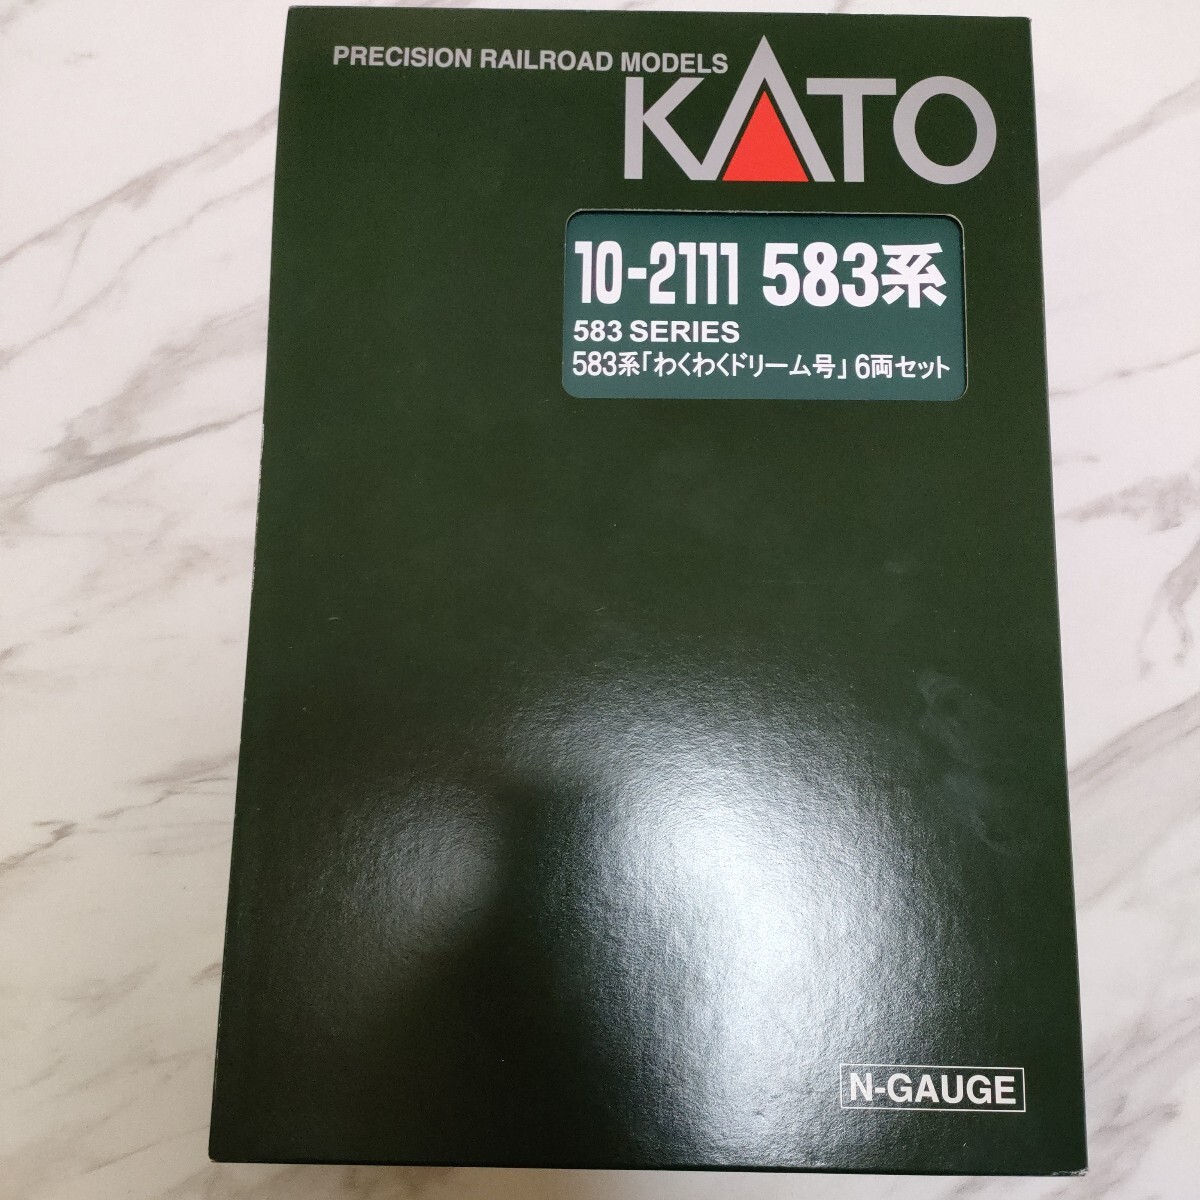 PRECISION RAILROAD MODELS
KATO
10-2111 583系
583 SERIES
583系「わくわくドリーム号」6両セット
N-GAUGE